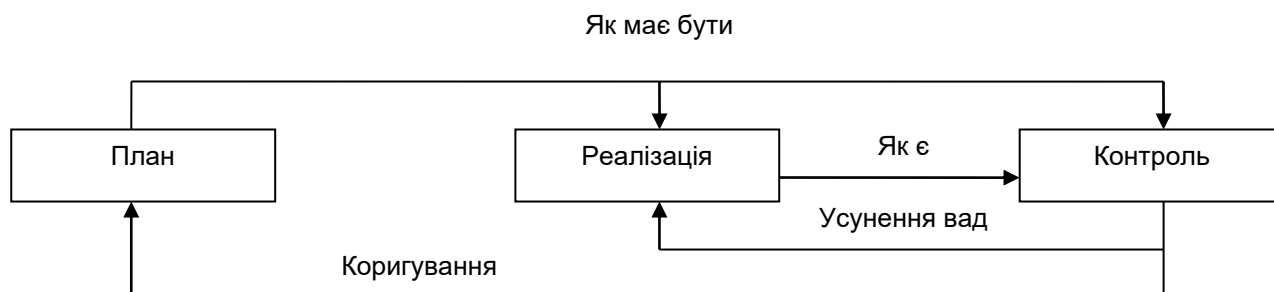 Як має бути
План
Реалізація
Як є
Контроль
Усунення вад
Коригування